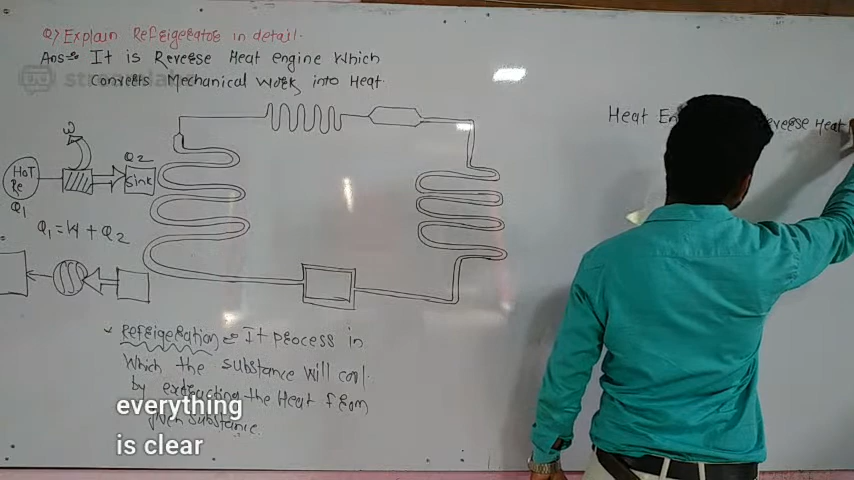 Q) Explain Refrigerator in detail.
Ans:- It is Reverse Heat engine Which
converts Mechanical work into Heat
Heat En
reverse Heat
W
Q2
HOT
Re
Sink
Q1
Q1 = W + Q2
Refrigeration :- It process in
Which the substance will cool
by extracting the Heat from
given substance.
everything
is clear